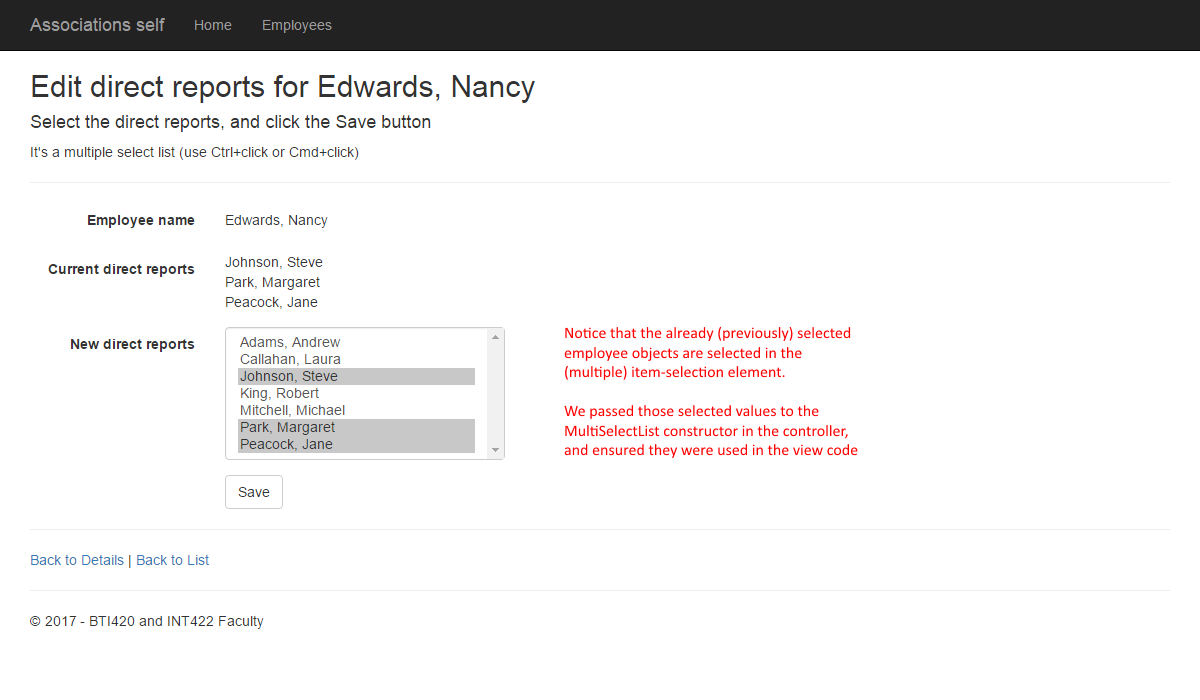 Associations self Home Employees
Edit direct reports for Edwards, Nancy
Select the direct reports, and click the Save button
It's a multiple select list (use Ctrl+click or Cmd+click)
Employee name Edwards, Nancy
Current direct reports
Johnson, Steve
Park, Margaret
Peacock, Jane
New direct reports
Adams, Andrew
Callahan, Laura
Johnson, Steve
King, Robert
Mitchell, Michael
Park, Margaret
Peacock, Jane
Notice that the already (previously) selected
employee objects are selected in the
(multiple) item-selection element.
We passed those selected values to the
MultiSelectList constructor in the controller,
and ensured they were used in the view code
Save
Back to Details | Back to List
© 2017 - BTI420 and INT422 Faculty